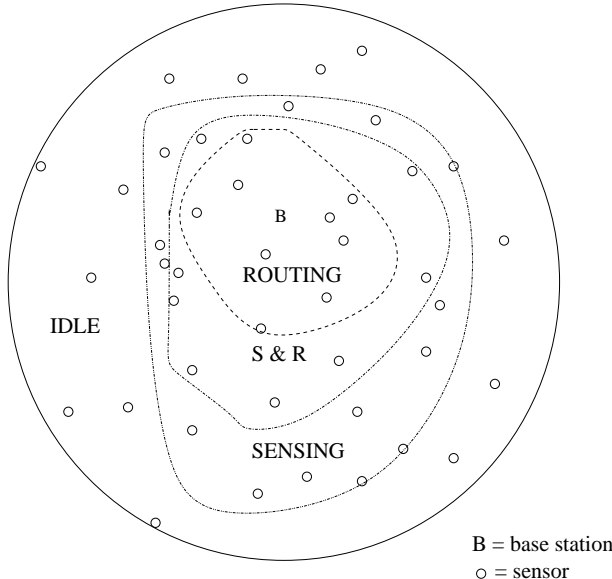 B
ROUTING
IDLE
S & R
SENSING
B = base station
= sensor